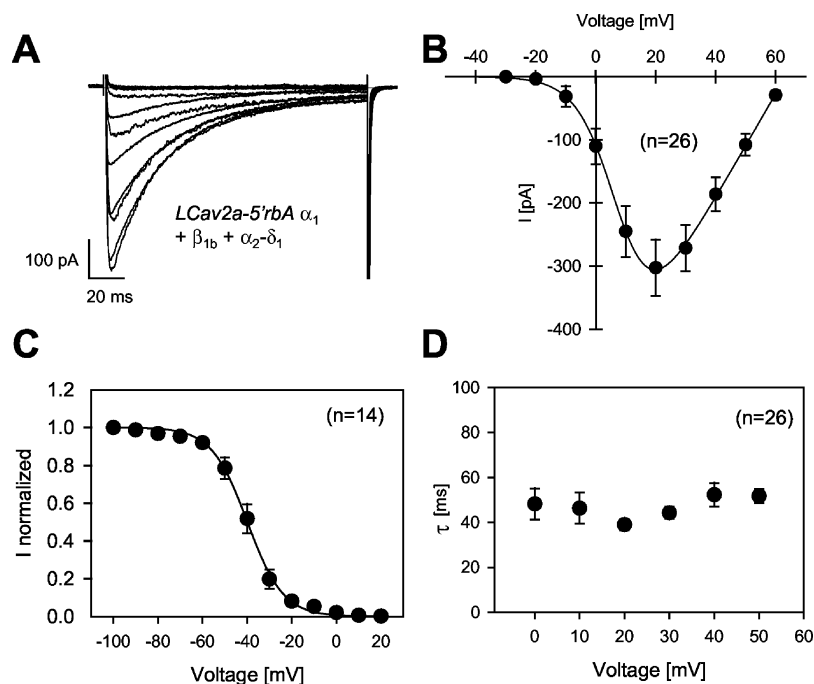 A
LCav2a-5'rbA α1
+ β1b + α2-δ1
100 pA
20 ms
B
Voltage [mV]
-40 -20 0 20 40 60
-100
-200
-300
-400
I [pA]
(n=26)
C
1.2
1.0
0.8
0.6
0.4
0.2
0.0
I normalized
(n=14)
-100 -80 -60 -40 -20 0 20
Voltage [mV]
D
100
80
60
40
20
0
τ [ms]
(n=26)
0 10 20 30 40 50 60
Voltage [mV]